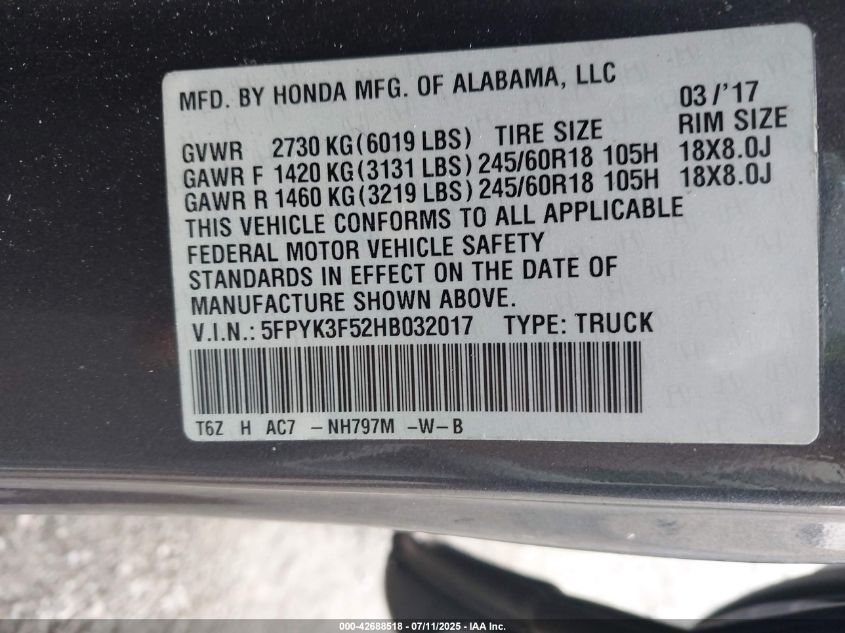 MFD. BY HONDA MFG. OF ALABAMA, LLC 03/'17
GVWR 2730 KG(6019 LBS) TIRE SIZE RIM SIZE
GAWR F 1420 KG(3131 LBS) 245/60R18 105H 18X8.0J
GAWR R 1460 KG(3219 LBS) 245/60R18 105H 18X8.0J
THIS VEHICLE CONFORMS TO ALL APPLICABLE
FEDERAL MOTOR VEHICLE SAFETY
STANDARDS IN EFFECT ON THE DATE OF
MANUFACTURE SHOWN ABOVE.
V.I.N.: 5FPYK3F52HB032017 TYPE: TRUCK
T6Z H AC7 -NH797M -W-B
000-42688518 - 07/11/2025 - IAA Inc.